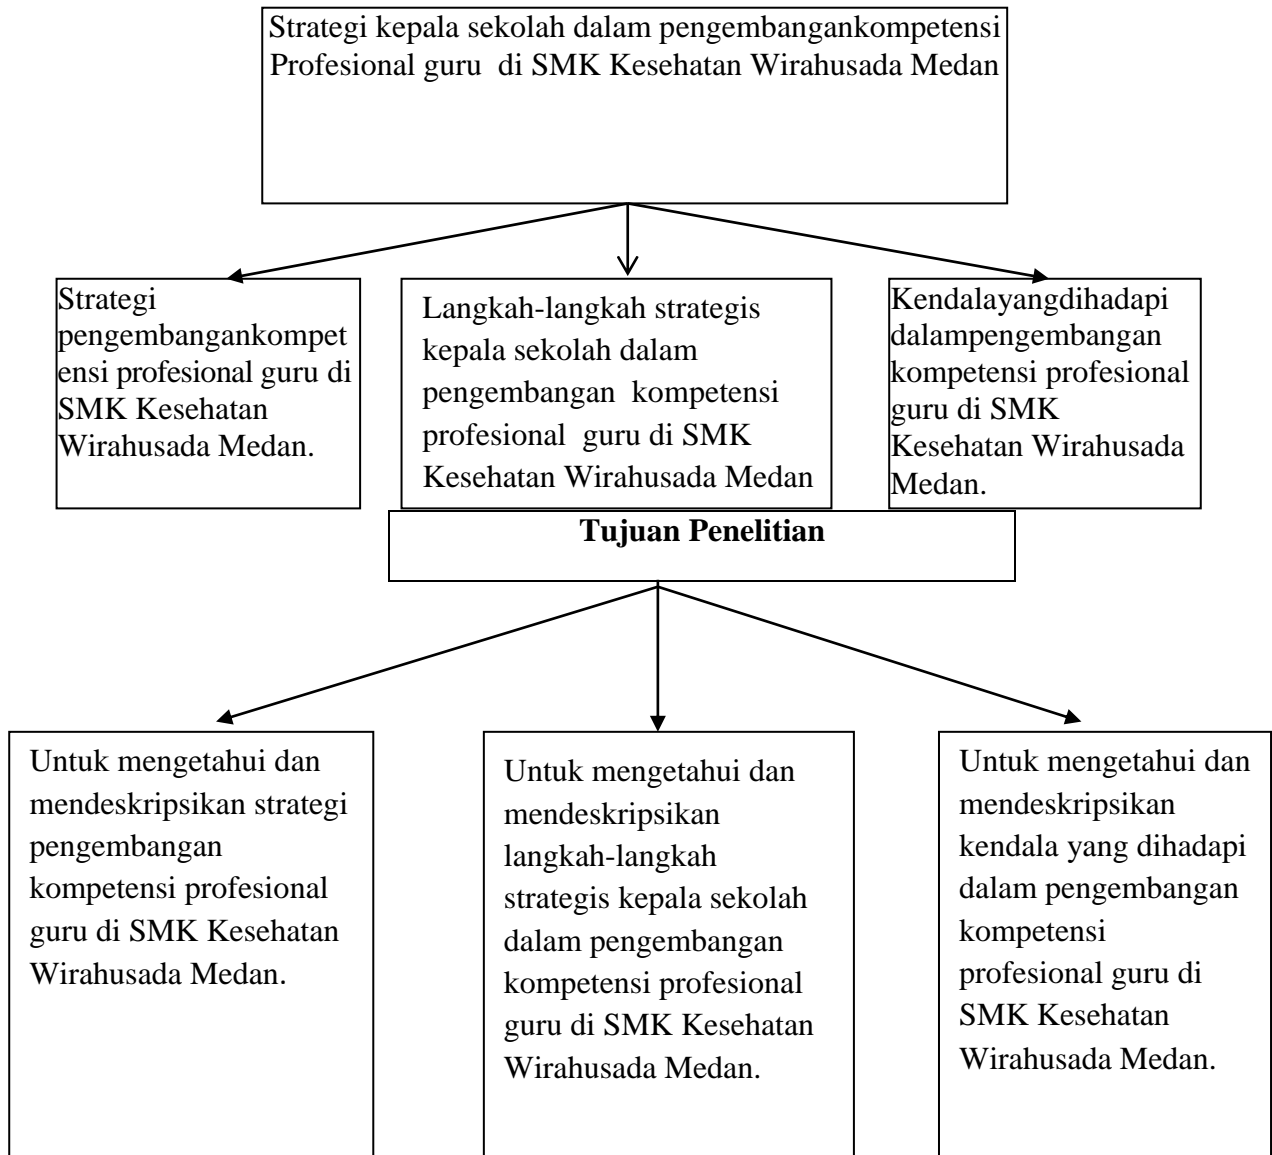 Strategi kepala sekolah dalam pengembangankompetensi
Profesional guru di SMK Kesehatan Wirahusada Medan
Strategi
pengembangankompet
ensi profesional guru di
SMK Kesehatan
Wirahusada Medan.
Langkah-langkah strategis
kepala sekolah dalam
pengembangan kompetensi
profesional guru di SMK
Kesehatan Wirahusada Medan
Kendalayangdihadapi
dalampengembangan
kompetensi profesional
guru di SMK
Kesehatan Wirahusada
Medan.
Tujuan Penelitian
Untuk mengetahui dan
mendeskripsikan strategi
pengembangan
kompetensi profesional
guru di SMK Kesehatan
Wirahusada Medan.
Untuk mengetahui dan
mendeskripsikan
langkah-langkah
strategis kepala sekolah
dalam pengembangan
kompetensi profesional
guru di SMK Kesehatan
Wirahusada Medan.
Untuk mengetahui dan
mendeskripsikan
kendala yang dihadapi
dalam pengembangan
kompetensi
profesional guru di
SMK Kesehatan
Wirahusada Medan.